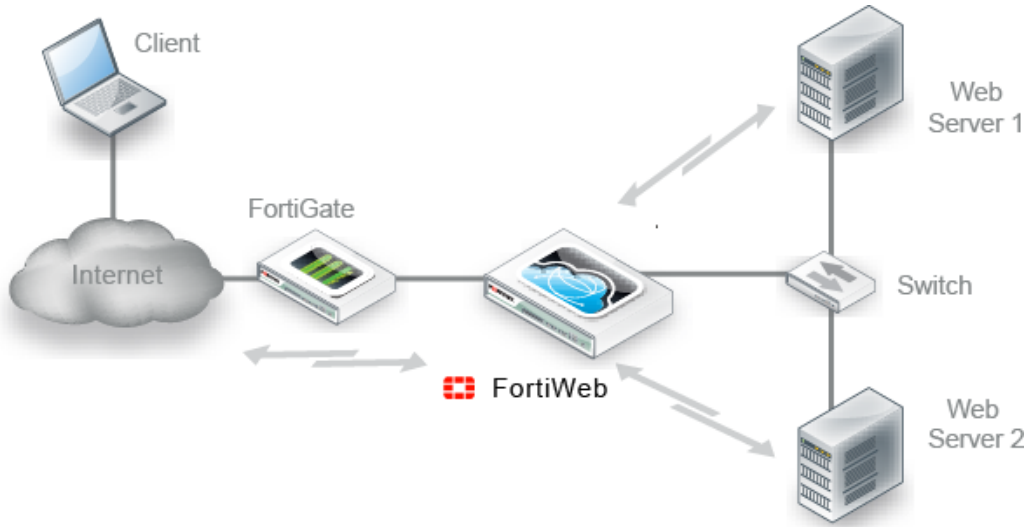 Client
Web
Server 1
FortiGate
Internet
Switch
FortiWeb
Web
Server 2